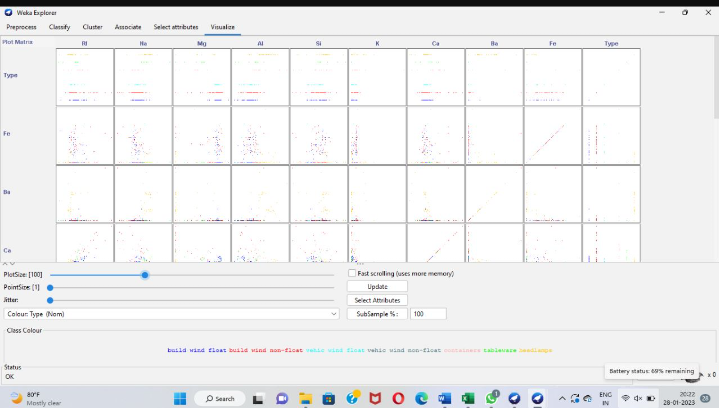 Weka Explorer
Preprocess Classify Cluster Associate Select attributes Visualize
Plot Matrix RI Na Mg Al Si K Ca Ba Fe Type
Type
Fe
Ba
Ca
PlotSize: [100]
Fast scrolling (uses more memory)
PointSize: [1]
Update
Jitter:
Select Attributes
Colour: Type (Nom)
SubSample % : 100
Class Colour
build wind float build wind non-float vehic wind float vehic wind non-float containers tableware headlamps
Status
OK
Battery status: 69% remaining
x 0
80°F
Mostly clear
Search
1
ENG
IN
20:22
28-01-2023